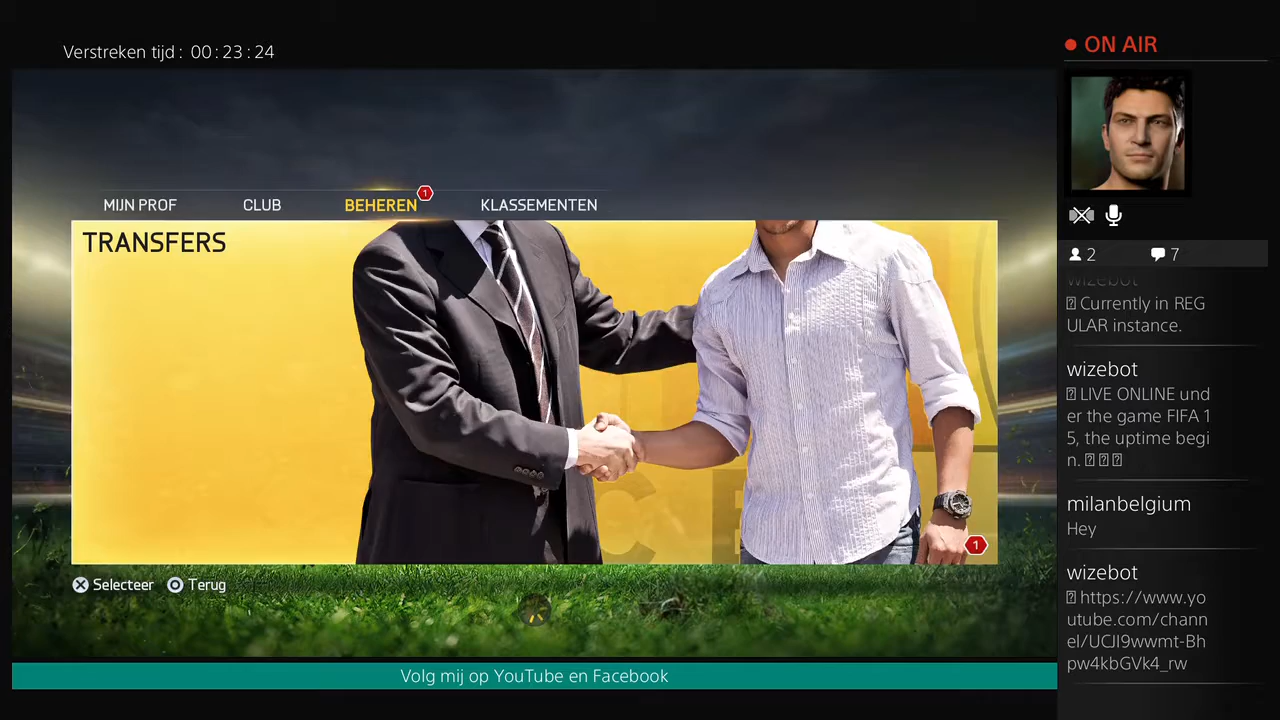 Verstreken tijd: 00:23:24
ON AIR
MIJN PROF
CLUB
BEHEREN
1
KLASSEMENTEN
TRANSFERS
1
Selecteer
Terug
Volg mij op YouTube en Facebook
2
7
wizebot
Currently in REG
ULAR instance.
wizebot
LIVE ONLINE und
er the game FIFA 1
5, the uptime begi
n.
milanbelgium
Hey
wizebot
https://www.yo
utube.com/chann
el/UCJI9wwmt-Bh
pw4kbGVk4_rw